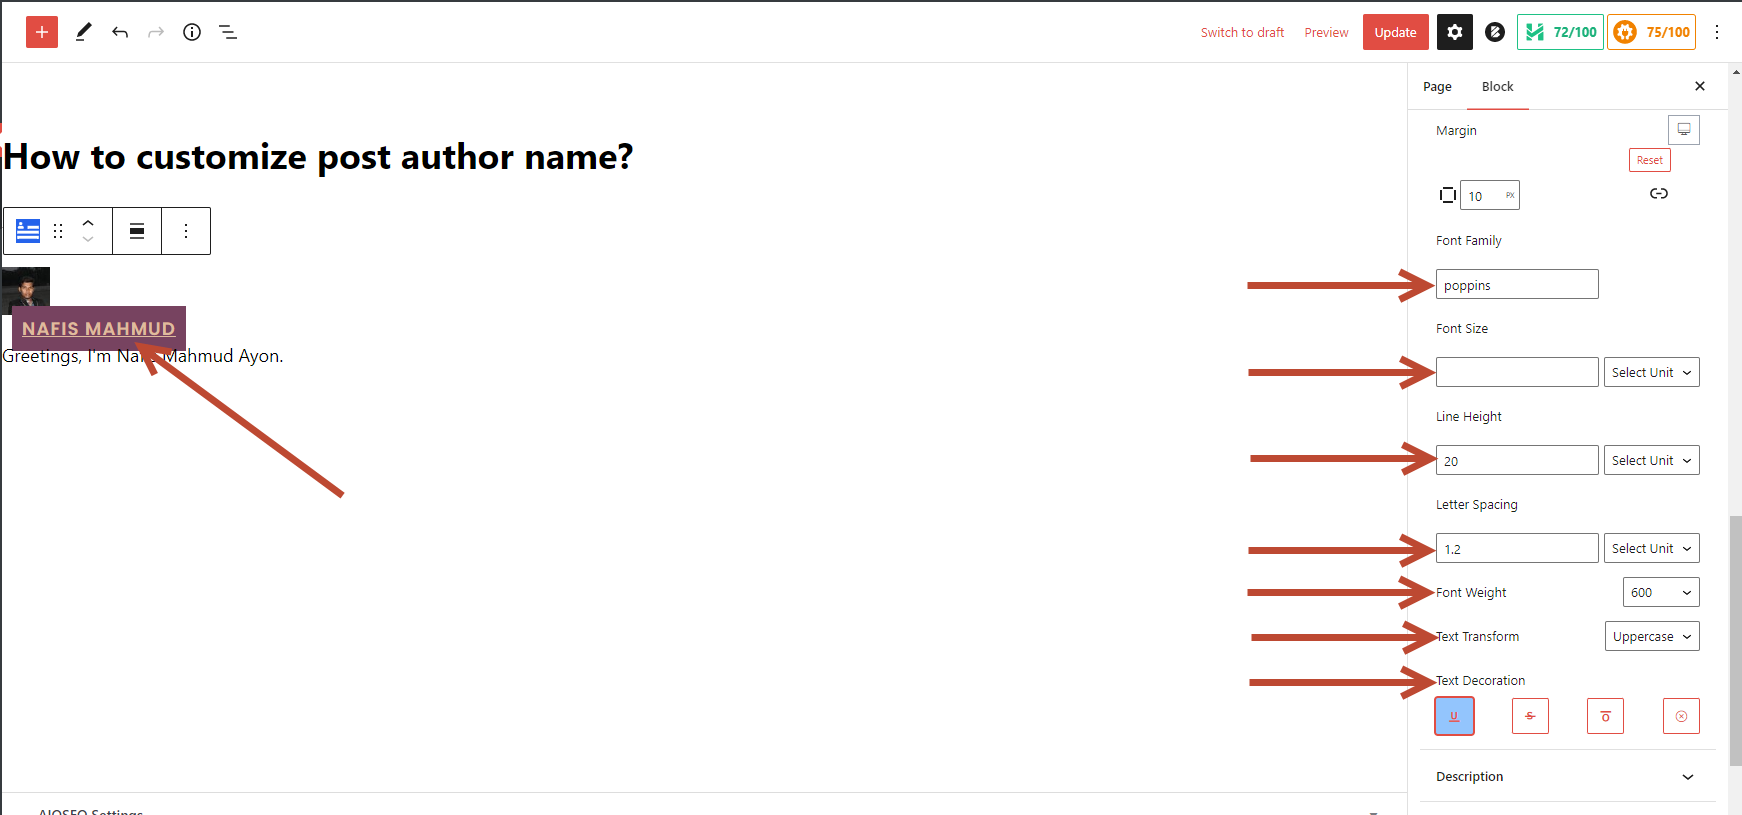 Switch to draft
Preview
Update
72/100
75/100
Page
Block
Margin
Reset
10 PX
Font Family
poppins
Font Size
Select Unit
Line Height
20 Select Unit
Letter Spacing
1.2 Select Unit
Font Weight 600
Text Transform Uppercase
Text Decoration
U S O
Description
How to customize post author name?
NAFIS MAHMUD
Greetings, I'm Nafis Mahmud Ayon.
AIOSEO Settings